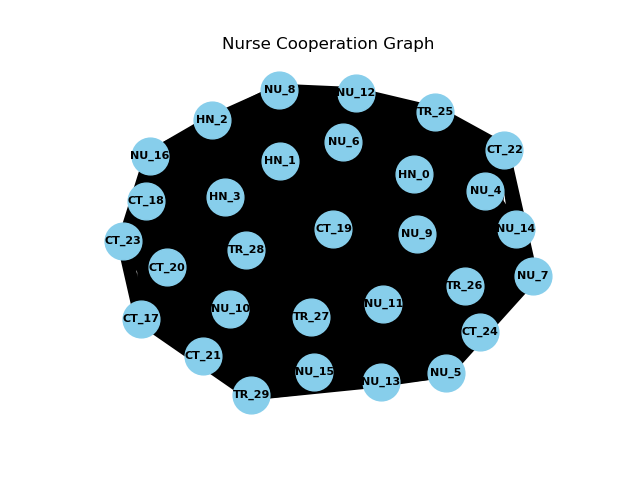 Nurse Cooperation Graph
NU_8
NU_12
TR_25
HN_2
NU_6
CT_22
NU_16
HN_1
HN_0
NU_4
HN_3
CT_18
CT_19
NU_14
NU_9
CT_23
TR_28
CT_20
NU_7
TR_26
NU_11
NU_10
TR_27
CT_17
CT_24
CT_21
NU_15
NU_5
NU_13
TR_29